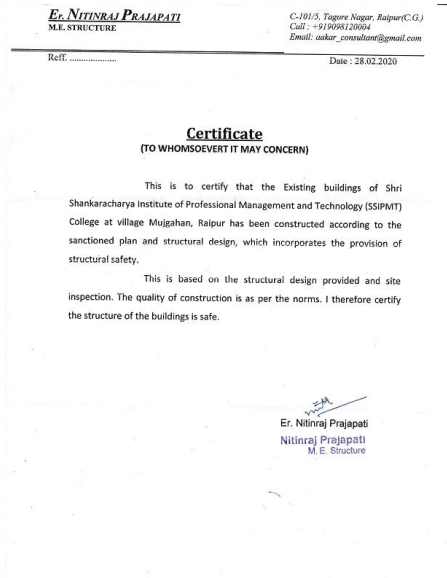 Er. NITINRAJ PRAJAPATI
M.E. STRUCTURE
C-101/5, Tagore Nagar, Raipur(C.G.)
Call : +919098120004
Email: aakar_consultant@gmail.com
Reff. ...................
Date : 28.02.2020
Certificate
(TO WHOMSOEVERT IT MAY CONCERN)
This is to certify that the Existing buildings of Shri
Shankaracharya Institute of Professional Management and Technology (SSIPMT)
College at village Mujgahan, Raipur has been constructed according to the
sanctioned plan and structural design, which incorporates the provision of
structural safety.
This is based on the structural design provided and site
inspection. The quality of construction is as per the norms. I therefore certify
the structure of the buildings is safe.
Er. Nitinraj Prajapati
Nitinraj Prajapati
M. E. Structure